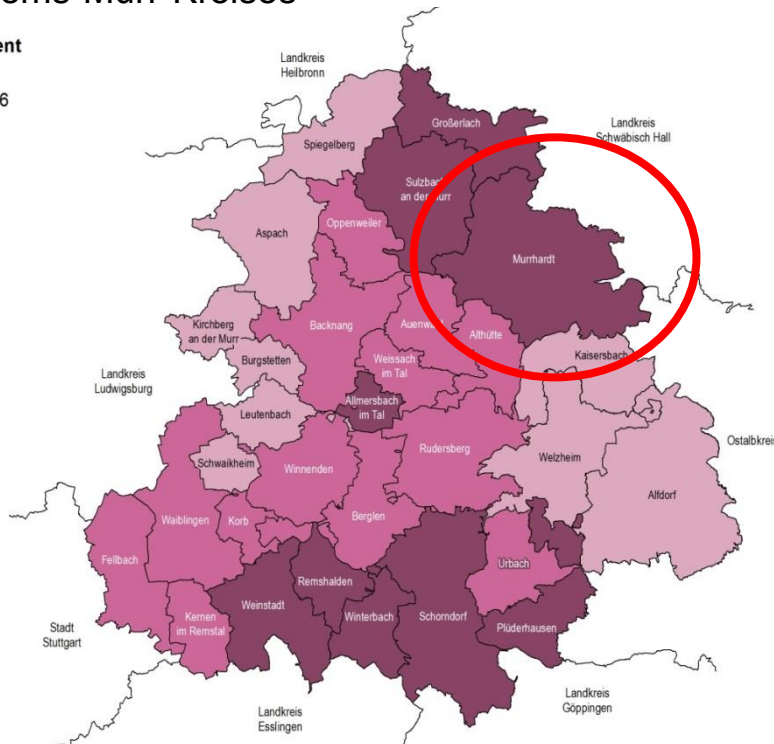 ems-Murr-Kreises
ent
6
Landkreis
Heilbronn
Großerlach
Landkreis
Schwäbisch Hall
Spiegelberg
Sulzbach
an der Murr
Oppenweiler
Aspach
Murrhardt
Kirchberg
an der Murr
Backnang
Auenwald
Althütte
Kaisersbach
Burgstetten
Weissach
im Tal
Landkreis
Ludwigsburg
Allmersbach
im Tal
Leutenbach
Ostalbkreis
Schwaikheim
Winnenden
Rudersberg
Welzheim
Alfdorf
Waiblingen
Korb
Berglen
Fellbach
Urbach
Remshalden
Weinstadt
Kernen
im Remstal
Winterbach
Schorndorf
Plüderhausen
Stadt
Stuttgart
Landkreis
Göppingen
Landkreis
Esslingen